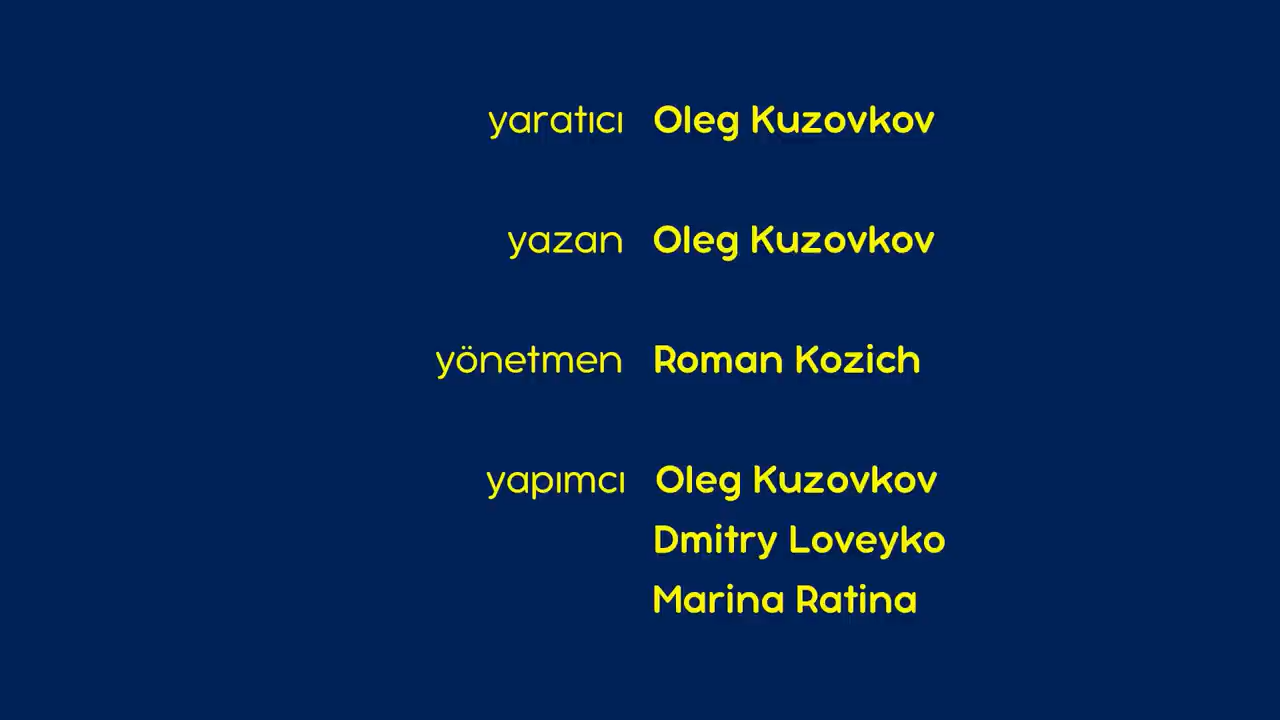 yaratıcı Oleg Kuzovkov
yazan Oleg Kuzovkov
yönetmen Roman Kozich
yapımcı Oleg Kuzovkov
Dmitry Loveyko
Marina Ratina